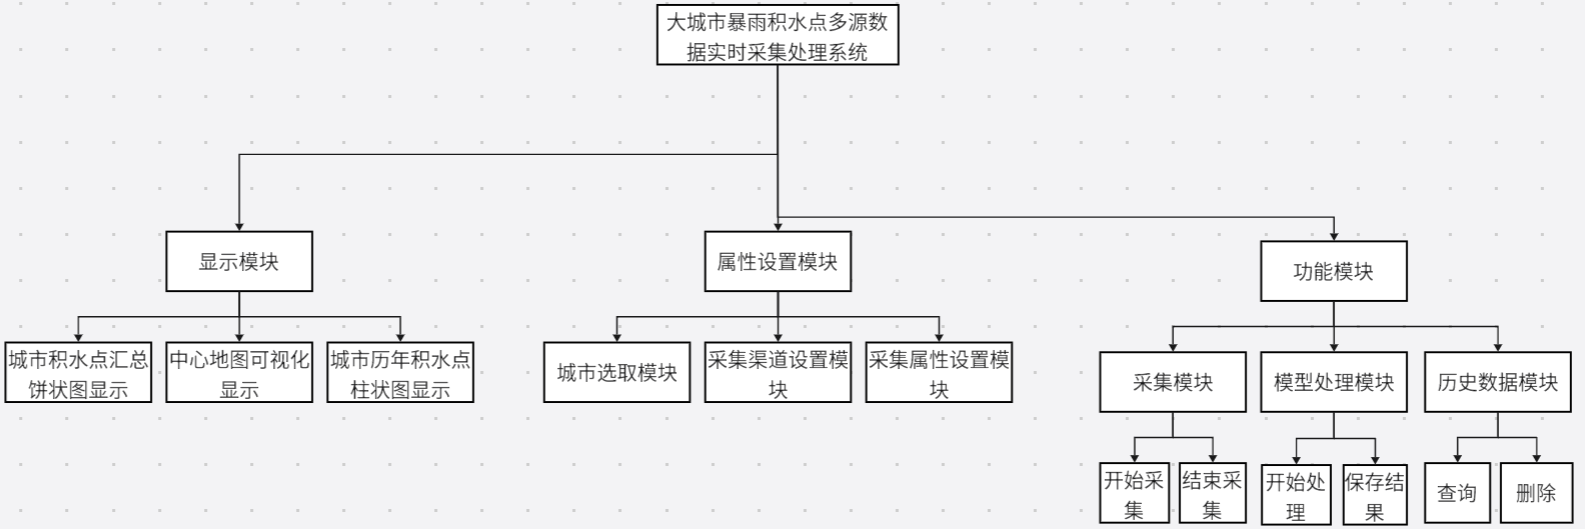 大城市暴雨积水点多源数
据实时采集处理系统
显示模块
属性设置模块
功能模块
城市积水点汇总
饼状图显示
中心地图可视化
显示
城市历年积水点
柱状图显示
城市选取模块
采集渠道设置模
块
采集属性设置模
块
采集模块
模型处理模块
历史数据模块
开始采
集
结束采
集
开始处
理
保存结
果
查询
删除